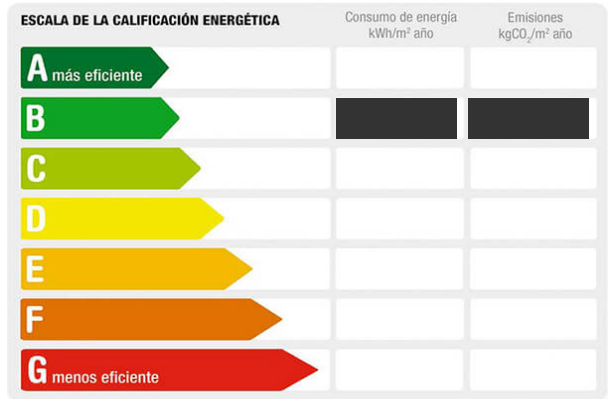 ESCALA DE LA CALIFICACIÓN ENERGÉTICA
Consumo de energía
kWh/m² año
Emisiones
kgCO₂/m² año
A más eficiente
B
C
D
E
F
G menos eficiente